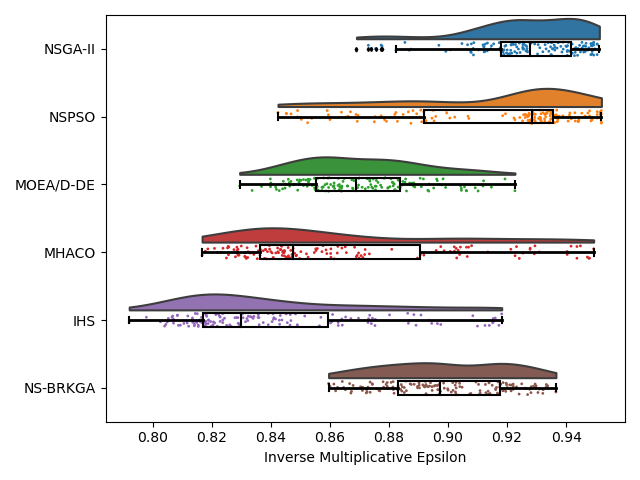 NSGA-II
NSPSO
MOEA/D-DE
MHACO
IHS
NS-BRKGA
0.80 0.82 0.84 0.86 0.88 0.90 0.92 0.94
Inverse Multiplicative Epsilon